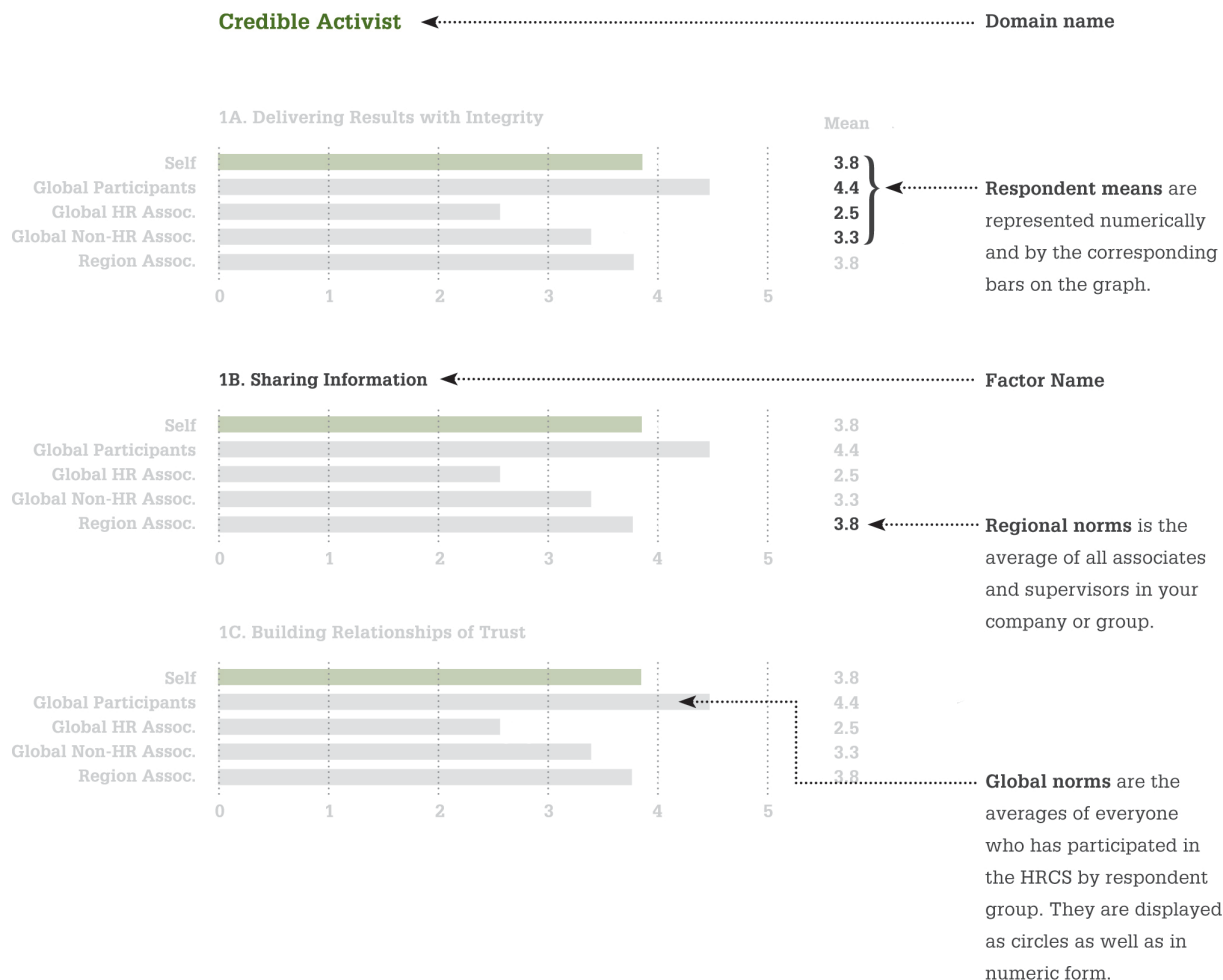 Credible Activist
Domain name
1A. Delivering Results with Integrity
Mean
Self
3.8
Global Participants
4.4
Global HR Assoc.
2.5
Global Non-HR Assoc.
3.3
Region Assoc.
3.8
0 1 2 3 4 5
Respondent means are
represented numerically
and by the corresponding
bars on the graph.
1B. Sharing Information
Factor Name
Self
3.8
Global Participants
4.4
Global HR Assoc.
2.5
Global Non-HR Assoc.
3.3
Region Assoc.
3.8
0 1 2 3 4 5
Regional norms is the
average of all associates
and supervisors in your
company or group.
1C. Building Relationships of Trust
Self
3.8
Global Participants
4.4
Global HR Assoc.
2.5
Global Non-HR Assoc.
3.3
Region Assoc.
3.8
0 1 2 3 4 5
Global norms are the
averages of everyone
who has participated in
the HRCS by respondent
group. They are displayed
as circles as well as in
numeric form.